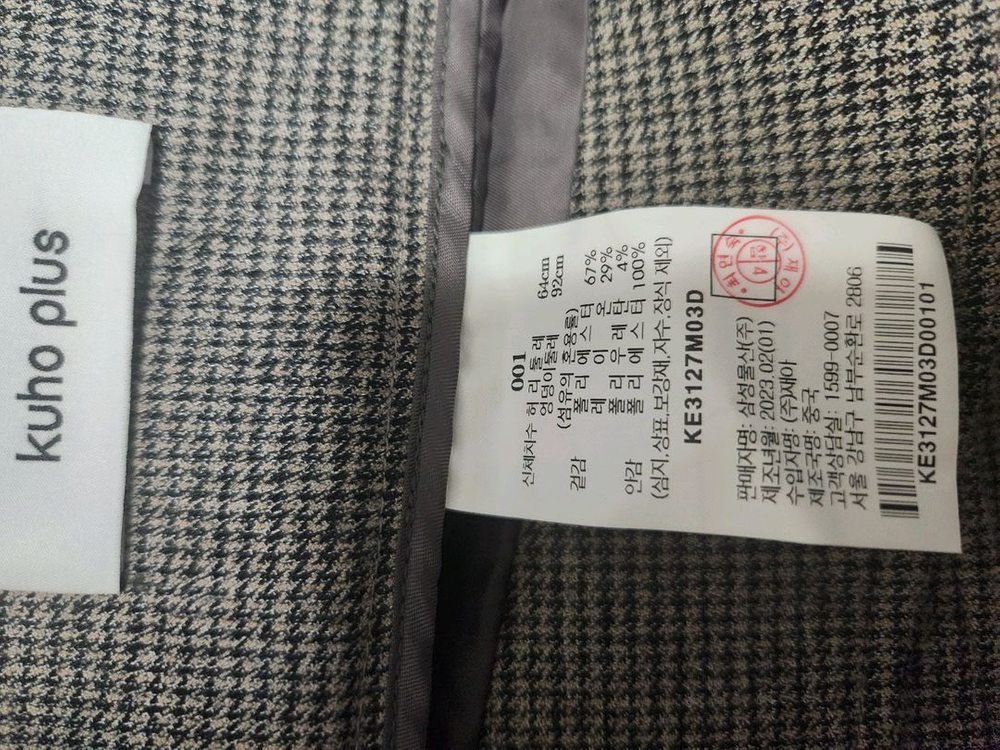 kuho plus
001
신체치수 허리둘레 64cm
엉덩이둘레 92cm
(섬유의 혼용률)
겉감 폴리에스터 67%
레이온 29%
폴리우레탄 4%
안감 폴리에스터 100%
(심지,상표,보강재,자수,장식 제외)
KE3127M03D
판매자명: 삼성물산(주)
제조년월: 2023.02(01)
수입자명: (주)재아
제조국명: 중국
고객상담실: 1599-0007
서울 강남구 남부순환로 2806
KE3127M03D00101